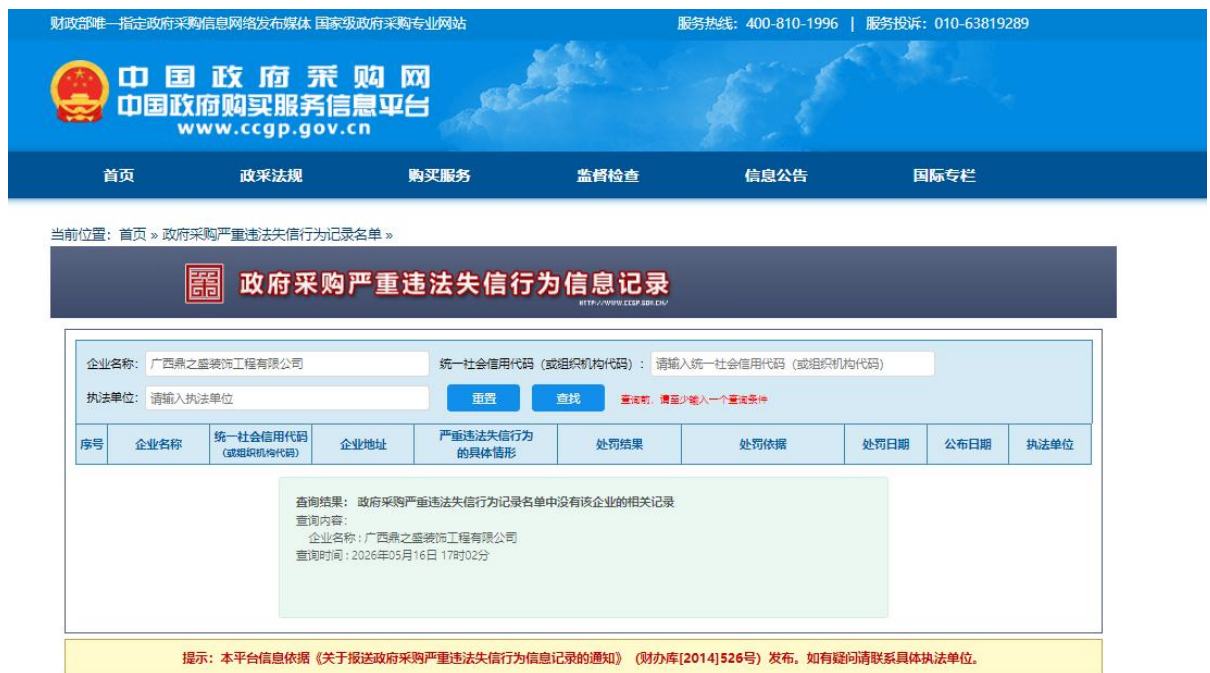 财政部唯一指定政府采购信息网络发布媒体 国家级政府采购专业网站
服务热线：400-810-1996 | 服务投诉：010-63819289
中国政府采购网
中国政府购买服务信息平台
www.ccgp.gov.cn
首页 政采法规 购买服务 监督检查 信息公告 国际专栏
当前位置：首页 » 政府采购严重违法失信行为记录名单 »
政府采购严重违法失信行为信息记录
HTTP://WWW.CCGP.GOV.CN/
企业名称： 广西鼎之盛装饰工程有限公司 统一社会信用代码（或组织机构代码）： 请输入统一社会信用代码（或组织机构代码）
执法单位： 请输入执法单位 重置 查找 查询前，请至少输入一个查询条件
序号 企业名称 统一社会信用代码（或组织机构代码） 企业地址 严重违法失信行为的具体情形 处罚结果 处罚依据 处罚日期 公布日期 执法单位
查询结果： 政府采购严重违法失信行为记录名单中没有该企业的相关记录
查询内容：
企业名称：广西鼎之盛装饰工程有限公司
查询时间：2026年05月16日 17时02分
提示：本平台信息依据《关于报送政府采购严重违法失信行为信息记录的通知》（财办库[2014]526号）发布。如有疑问请联系具体执法单位。